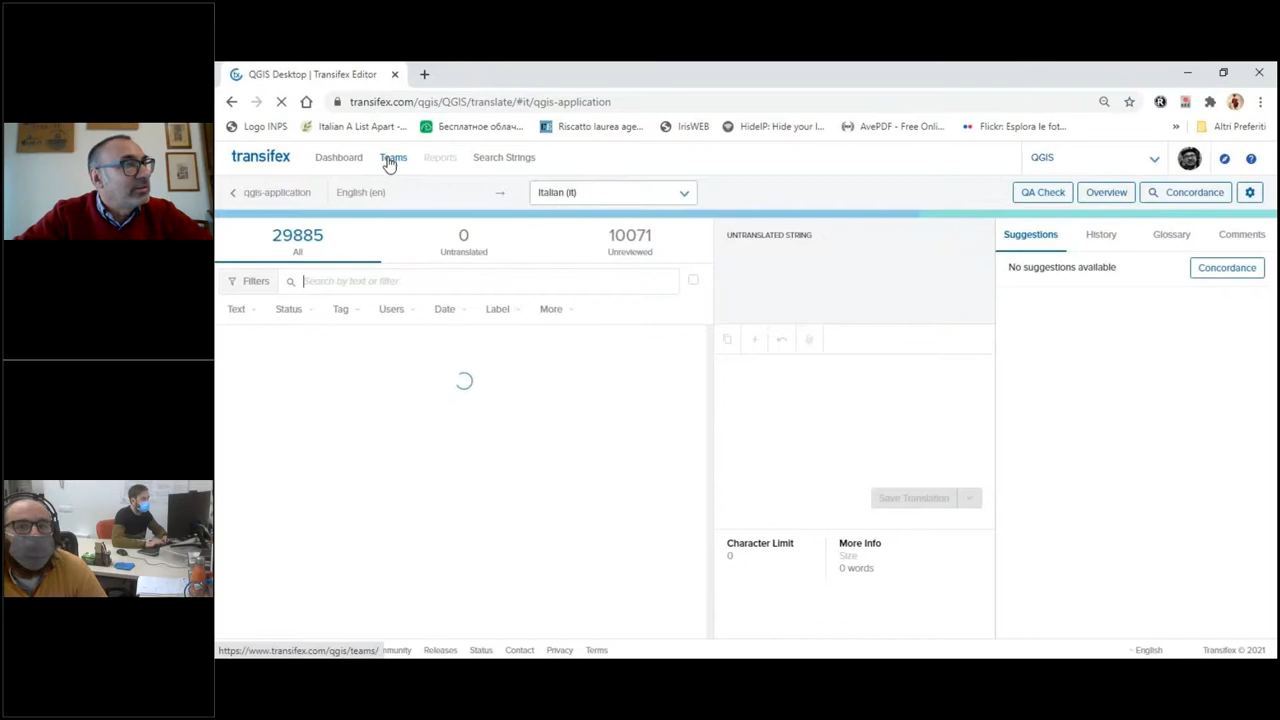 QGIS Desktop | Transifex Editor
transifex.com/qgis/QGIS/translate/#it/qgis-application
Logo INPS
Italian A List Apart -...
Бесплатное облач...
Riscatto laurea age...
IrisWEB
HideIP: Hide your I...
AvePDF - Free Onli...
Flickr: Esplora le fot...
»
Altri Preferiti
transifex
Dashboard
Teams
Reports
Search Strings
QGIS
qgis-application
English (en)
→
Italian (it)
QA Check
Overview
Concordance
29885
All
0
Untranslated
10071
Unreviewed
UNTRANSLATED STRING
Suggestions
History
Glossary
Comments
No suggestions available
Concordance
Filters
Search by text or filter
Text
Status
Tag
Users
Date
Label
More
Save Translation
Character Limit
0
More Info
Size
0 words
https://www.transifex.com/qgis/teams/
mmunity
Releases
Status
Contact
Privacy
Terms
~ English
Transifex © 2021